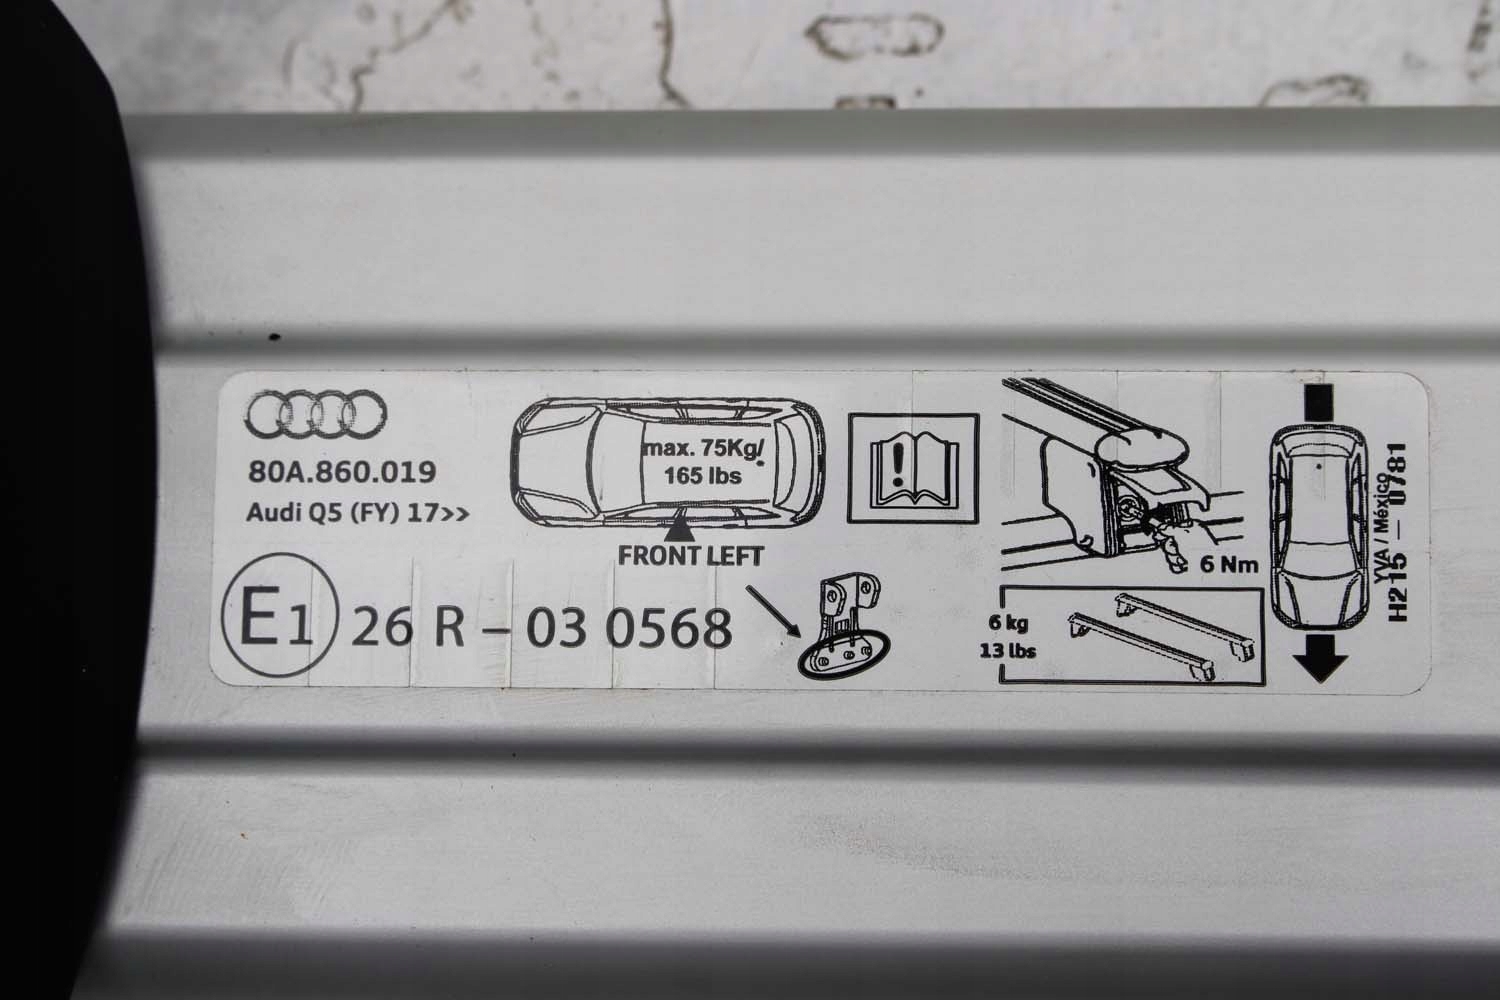 80A.860.019
Audi Q5 (FY) 17>>
E1 26 R - 03 0568
max. 75Kg/
165 lbs
FRONT LEFT
6 Nm
6 kg
13 lbs
YVA / México
H215 - 0781